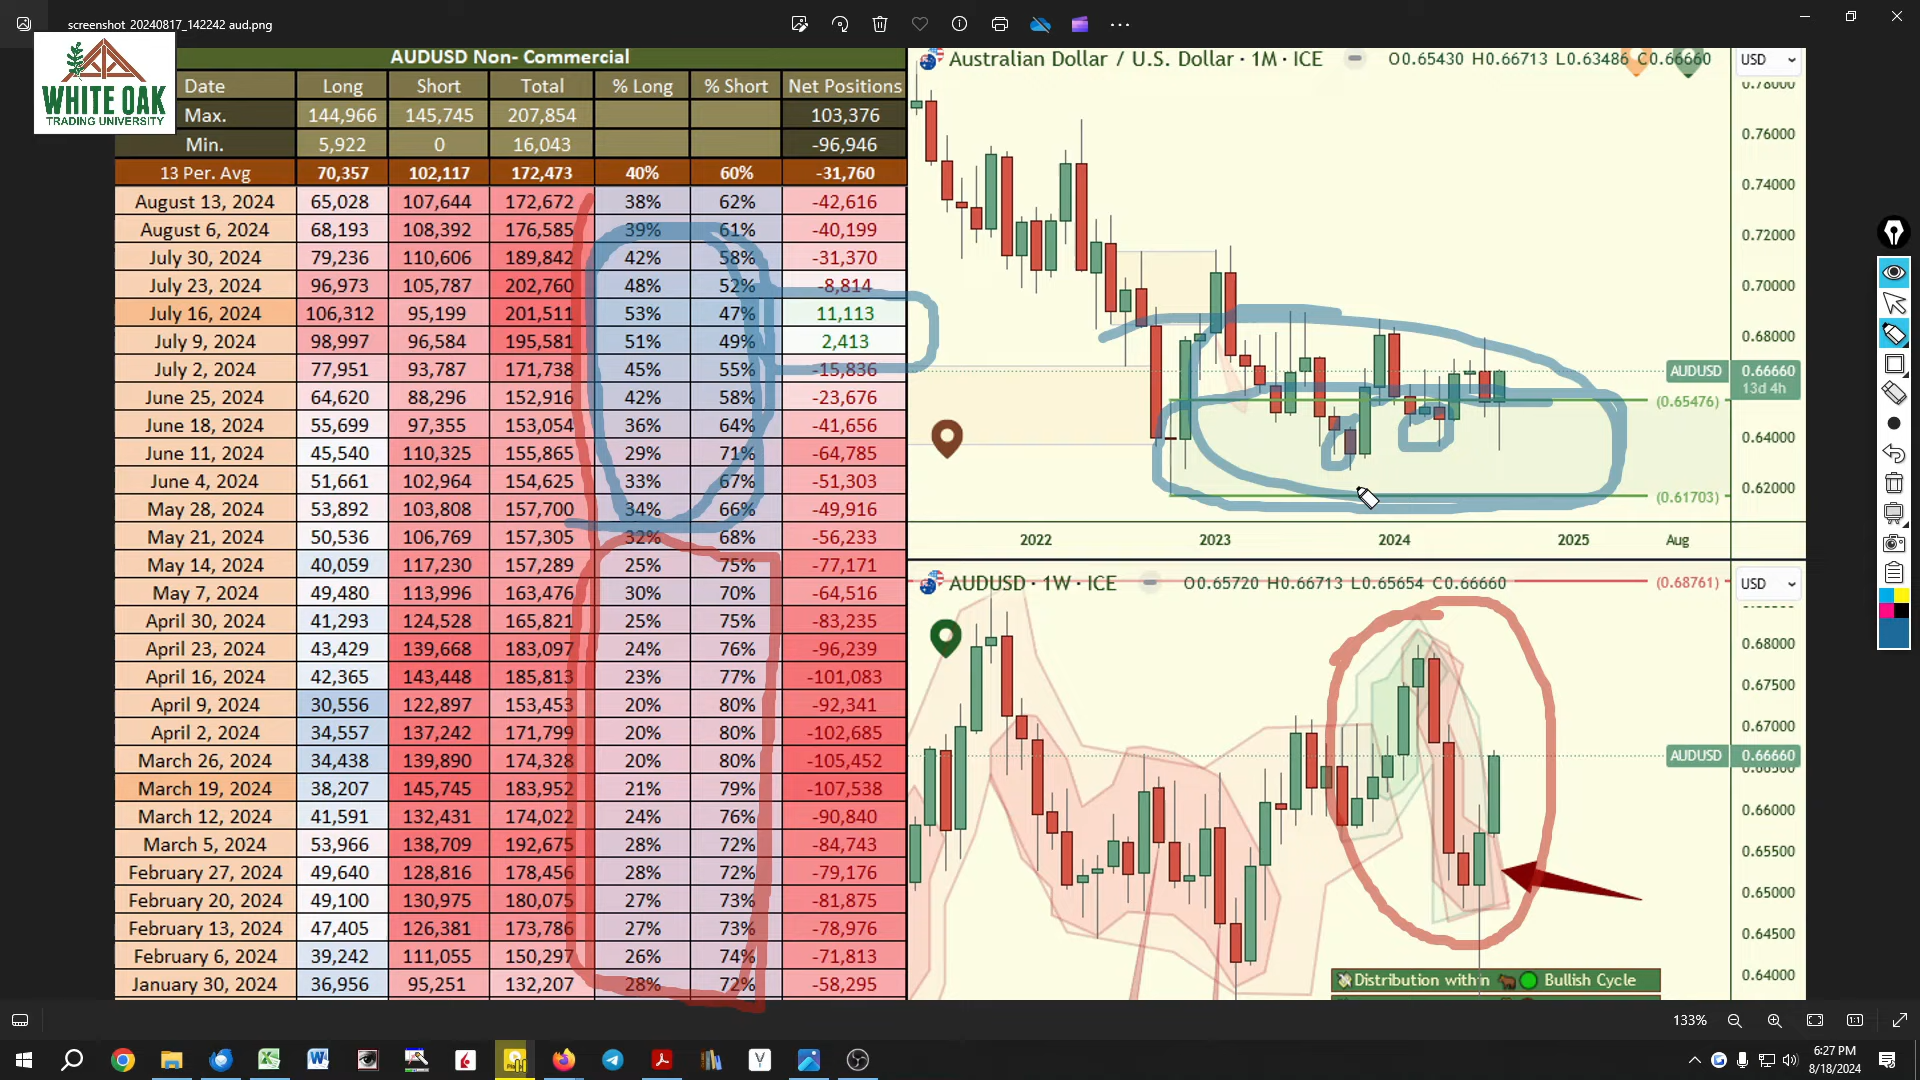 screenshot 20240817_142242 aud.png
WHITE OAK
TRADING UNIVERSITY
AUDUSD Non- Commercial
Date Long Short Total % Long % Short Net Positions
Max. 144,966 145,745 207,854 103,376
Min. 5,922 0 16,043 -96,946
13 Per. Avg 70,357 102,117 172,473 40% 60% -31,760
August 13, 2024 65,028 107,644 172,672 38% 62% -42,616
August 6, 2024 68,193 108,392 176,585 39% 61% -40,199
July 30, 2024 79,236 110,606 189,842 42% 58% -31,370
July 23, 2024 96,973 105,787 202,760 48% 52% -8,814
July 16, 2024 106,312 95,199 201,511 53% 47% 11,113
July 9, 2024 98,997 96,584 195,581 51% 49% 2,413
July 2, 2024 77,951 93,787 171,738 45% 55% -15,836
June 25, 2024 64,620 88,296 152,916 42% 58% -23,676
June 18, 2024 55,699 97,355 153,054 36% 64% -41,656
June 11, 2024 45,540 110,325 155,865 29% 71% -64,785
June 4, 2024 51,661 102,964 154,625 33% 67% -51,303
May 28, 2024 53,892 103,808 157,700 34% 66% -49,916
May 21, 2024 50,536 106,769 157,305 32% 68% -56,233
May 14, 2024 40,059 117,230 157,289 25% 75% -77,171
May 7, 2024 49,480 113,996 163,476 30% 70% -64,516
April 30, 2024 41,293 124,528 165,821 25% 75% -83,235
April 23, 2024 43,429 139,668 183,097 24% 76% -96,239
April 16, 2024 42,365 143,448 185,813 23% 77% -101,083
April 9, 2024 30,556 122,897 153,453 20% 80% -92,341
April 2, 2024 34,557 137,242 171,799 20% 80% -102,685
March 26, 2024 34,438 139,890 174,328 20% 80% -105,452
March 19, 2024 38,207 145,745 183,952 21% 79% -107,538
March 12, 2024 41,591 132,431 174,022 24% 76% -90,840
March 5, 2024 53,966 138,709 192,675 28% 72% -84,743
February 27, 2024 49,640 128,816 178,456 28% 72% -79,176
February 20, 2024 49,100 130,975 180,075 27% 73% -81,875
February 13, 2024 47,405 126,381 173,786 27% 73% -78,976
February 6, 2024 39,242 111,055 150,297 26% 74% -71,813
January 30, 2024 36,956 95,251 132,207 28% 72% -58,295
Australian Dollar / U.S. Dollar · 1M · ICE O0.65430 H0.66713 L0.63486 C0.66660 USD
0.78000
0.76000
0.74000
0.72000
0.70000
0.68000
AUDUSD 0.66660
13d 4h
(0.65476)
0.64000
0.62000
(0.61703)
2022 2023 2024 2025 Aug
AUDUSD · 1W · ICE O0.65720 H0.66713 L0.65654 C0.66660 (0.68761) USD
0.68000
0.67500
0.67000
AUDUSD 0.66660
0.66000
0.65500
0.65000
0.64500
0.64000
Distribution within Bullish Cycle
133%
1:1
6:27 PM
8/18/2024